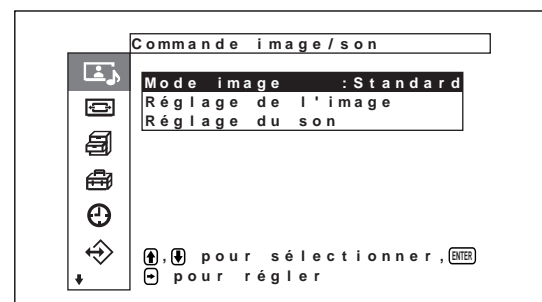 Commande image/son
Mode image :Standard
Réglage de l'image
Réglage du son
, pour sélectionner, ENTER
pour régler